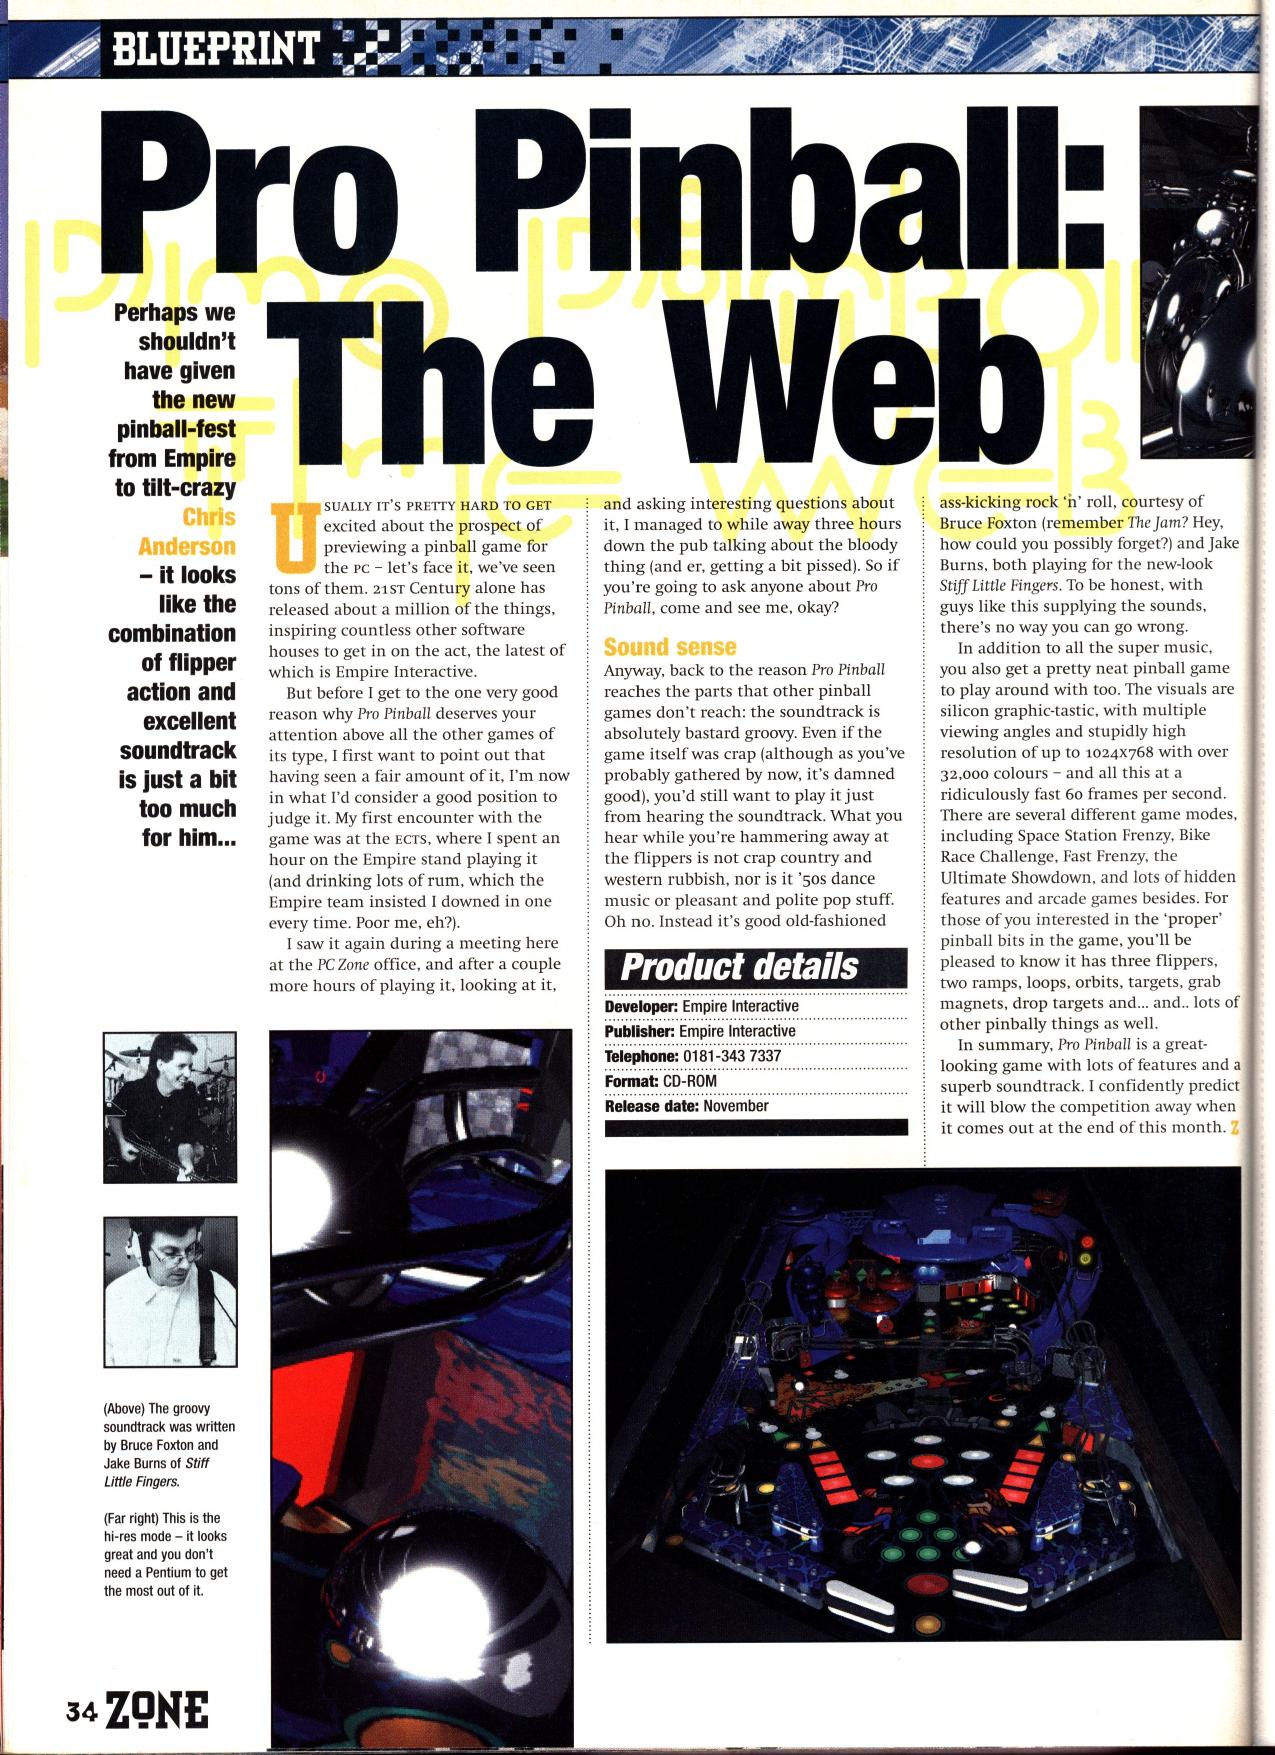 BLUEPRINT
Pro Pinball:
The Web
Perhaps we
shouldn't
have given
the new
pinball-fest
from Empire
to tilt-crazy
Chris
Anderson
– it looks
like the
combination
of flipper
action and
excellent
soundtrack
is just a bit
too much
for him...
USUALLY IT'S PRETTY HARD TO GET
excited about the prospect of
previewing a pinball game for
the PC – let's face it, we've seen
tons of them. 21ST Century alone has
released about a million of the things,
inspiring countless other software
houses to get in on the act, the latest of
which is Empire Interactive.
But before I get to the one very good
reason why Pro Pinball deserves your
attention above all the other games of
its type, I first want to point out that
having seen a fair amount of it, I'm now
in what I'd consider a good position to
judge it. My first encounter with the
game was at the ECTS, where I spent an
hour on the Empire stand playing it
(and drinking lots of rum, which the
Empire team insisted I downed in one
every time. Poor me, eh?).
I saw it again during a meeting here
at the PC Zone office, and after a couple
more hours of playing it, looking at it,
and asking interesting questions about
it, I managed to while away three hours
down the pub talking about the bloody
thing (and er, getting a bit pissed). So if
you're going to ask anyone about Pro
Pinball, come and see me, okay?
Sound sense
Anyway, back to the reason Pro Pinball
reaches the parts that other pinball
games don't reach: the soundtrack is
absolutely bastard groovy. Even if the
game itself was crap (although as you've
probably gathered by now, it's damned
good), you'd still want to play it just
from hearing the soundtrack. What you
hear while you're hammering away at
the flippers is not crap country and
western rubbish, nor is it '50s dance
music or pleasant and polite pop stuff.
Oh no. Instead it's good old-fashioned
ass-kicking rock 'n' roll, courtesy of
Bruce Foxton (remember The Jam? Hey,
how could you possibly forget?) and Jake
Burns, both playing for the new-look
Stiff Little Fingers. To be honest, with
guys like this supplying the sounds,
there's no way you can go wrong.
In addition to all the super music,
you also get a pretty neat pinball game
to play around with too. The visuals are
silicon graphic-tastic, with multiple
viewing angles and stupidly high
resolution of up to 1024X768 with over
32,000 colours – and all this at a
ridiculously fast 60 frames per second.
There are several different game modes,
including Space Station Frenzy, Bike
Race Challenge, Fast Frenzy, the
Ultimate Showdown, and lots of hidden
features and arcade games besides. For
those of you interested in the 'proper'
pinball bits in the game, you'll be
pleased to know it has three flippers,
two ramps, loops, orbits, targets, grab
magnets, drop targets and... and.. lots of
other pinbally things as well.
In summary, Pro Pinball is a great-
looking game with lots of features and a
superb soundtrack. I confidently predict
it will blow the competition away when
it comes out at the end of this month. Z
Product details
Developer: Empire Interactive
Publisher: Empire Interactive
Telephone: 0181-343 7337
Format: CD-ROM
Release date: November
(Above) The groovy
soundtrack was written
by Bruce Foxton and
Jake Burns of Stiff
Little Fingers.
(Far right) This is the
hi-res mode – it looks
great and you don't
need a Pentium to get
the most out of it.
34 ZONE